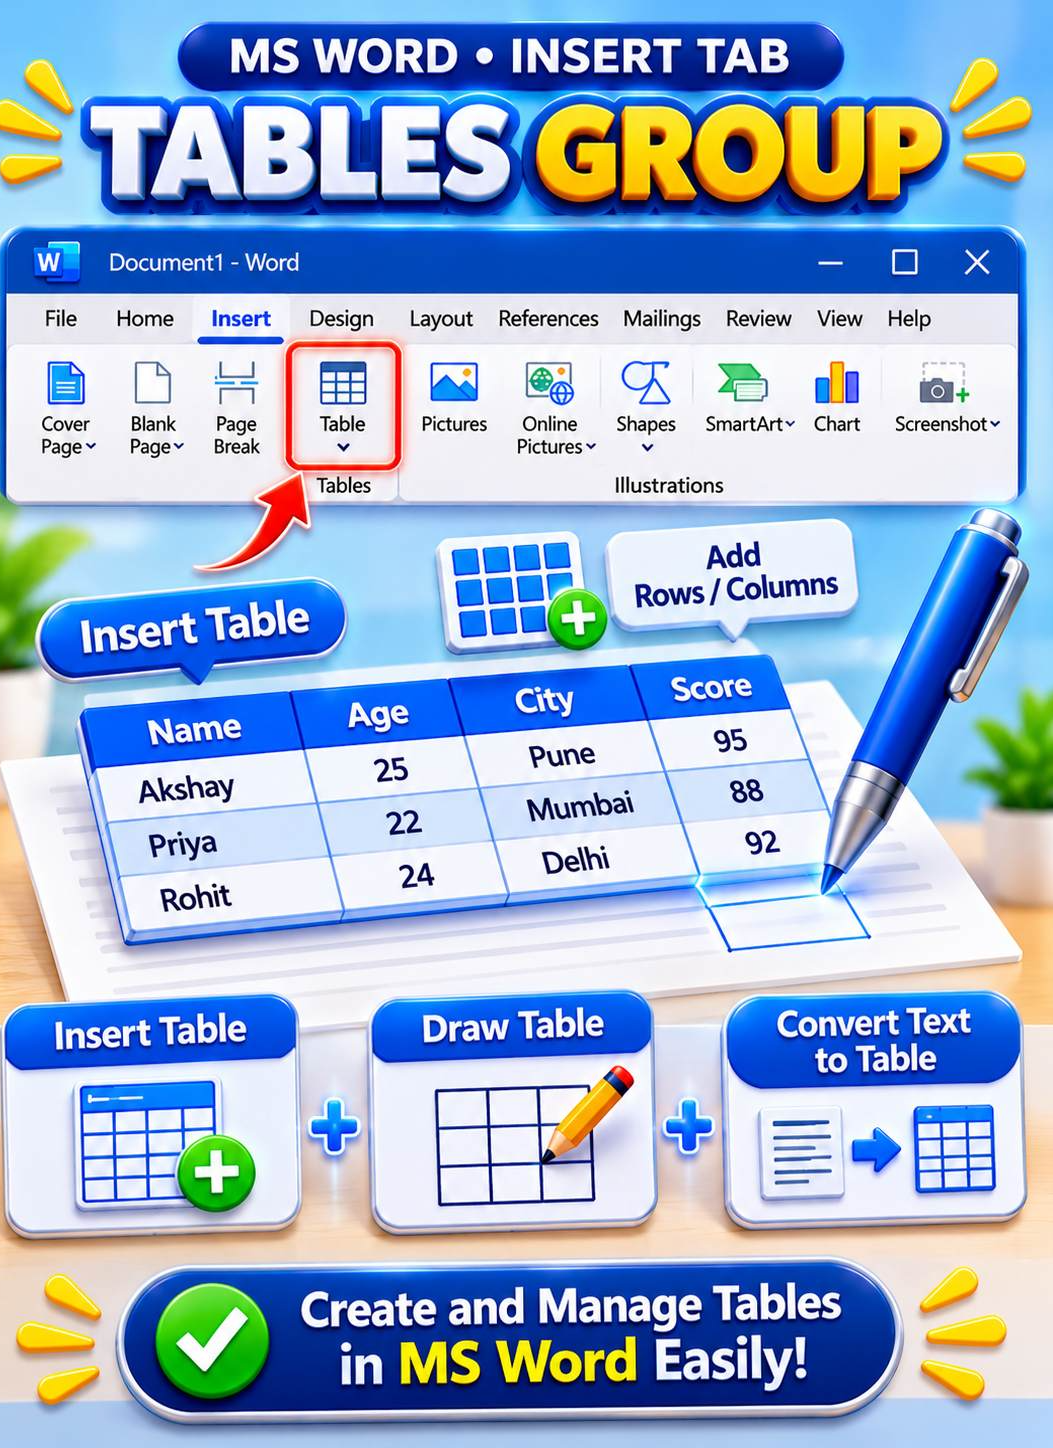 MS WORD • INSERT TAB
TABLES GROUP
W Document1 - Word
File Home Insert Design Layout References Mailings Review View Help
Cover Page
Blank Page
Page Break
Table
Pictures
Online Pictures
Shapes
SmartArt
Chart
Screenshot
Tables
Illustrations
Add
Rows / Columns
Insert Table
Name Age City Score
Akshay 25 Pune 95
Priya 22 Mumbai 88
Rohit 24 Delhi 92
Insert Table
Draw Table
Convert Text
to Table
Create and Manage Tables
in MS Word Easily!